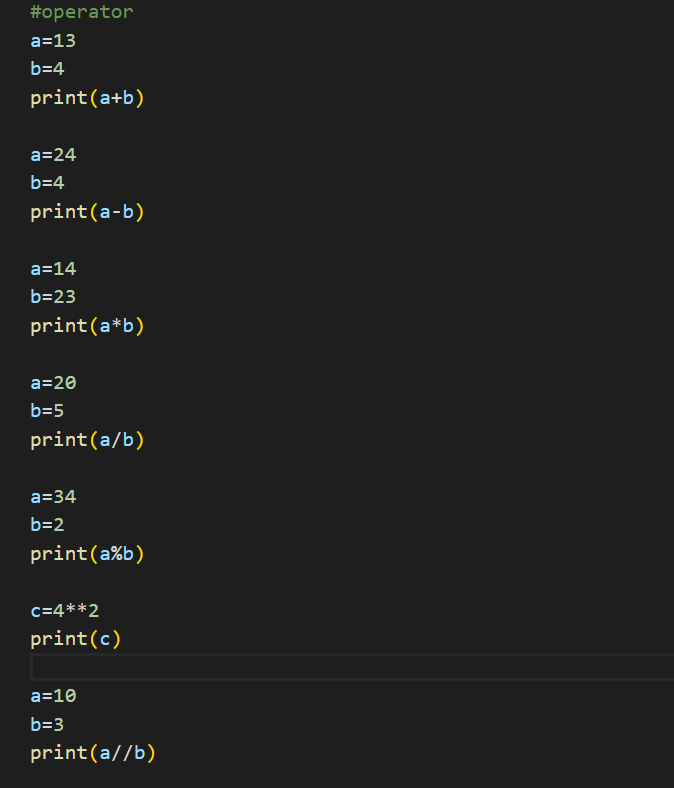 #operator
a=13
b=4
print(a+b)
a=24
b=4
print(a-b)
a=14
b=23
print(a*b)
a=20
b=5
print(a/b)
a=34
b=2
print(a%b)
c=4**2
print(c)
a=10
b=3
print(a//b)